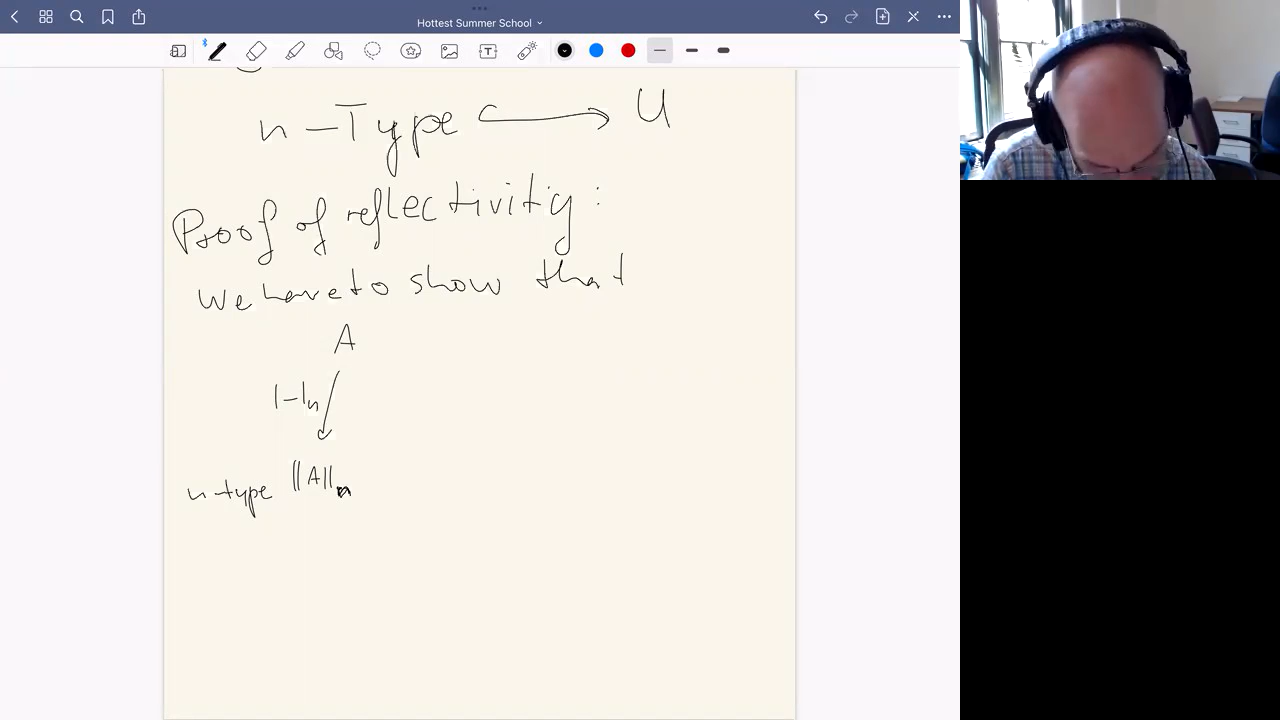 Hottest Summer School
n-Type ↪ U
Proof of reflectivity:
We have to show that
A
|-|n
n-type ||A||n